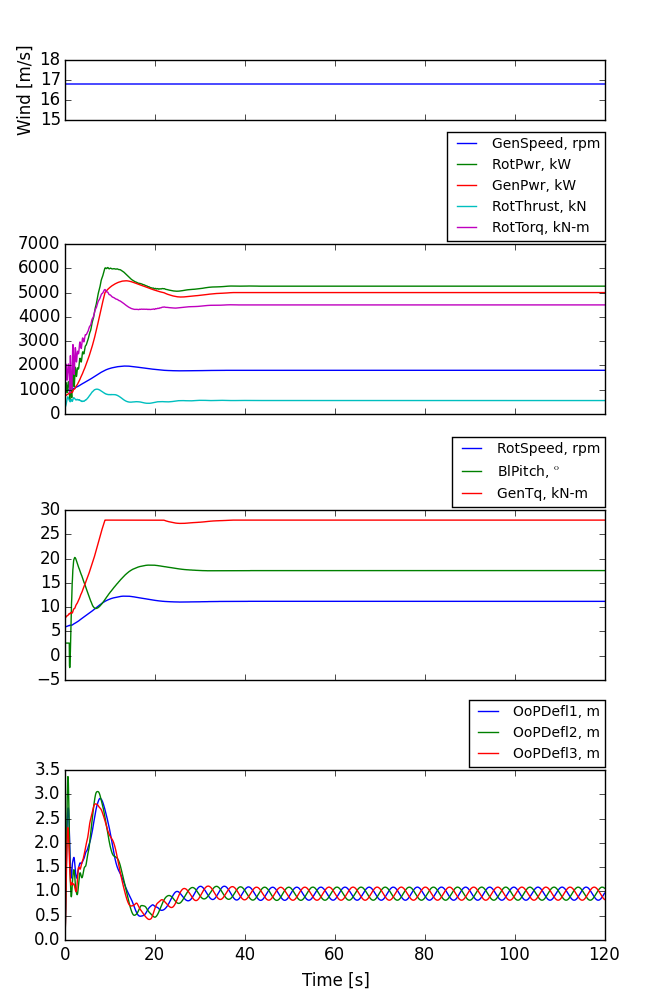 Wind [m/s]
18
17
16
15
GenSpeed, rpm
RotPwr, kW
GenPwr, kW
RotThrust, kN
RotTorq, kN-m
7000
6000
5000
4000
3000
2000
1000
0
RotSpeed, rpm
BlPitch, °
GenTq, kN-m
30
25
20
15
10
5
0
−5
OoPDefl1, m
OoPDefl2, m
OoPDefl3, m
3.5
3.0
2.5
2.0
1.5
1.0
0.5
0.0
0 20 40 60 80 100 120
Time [s]